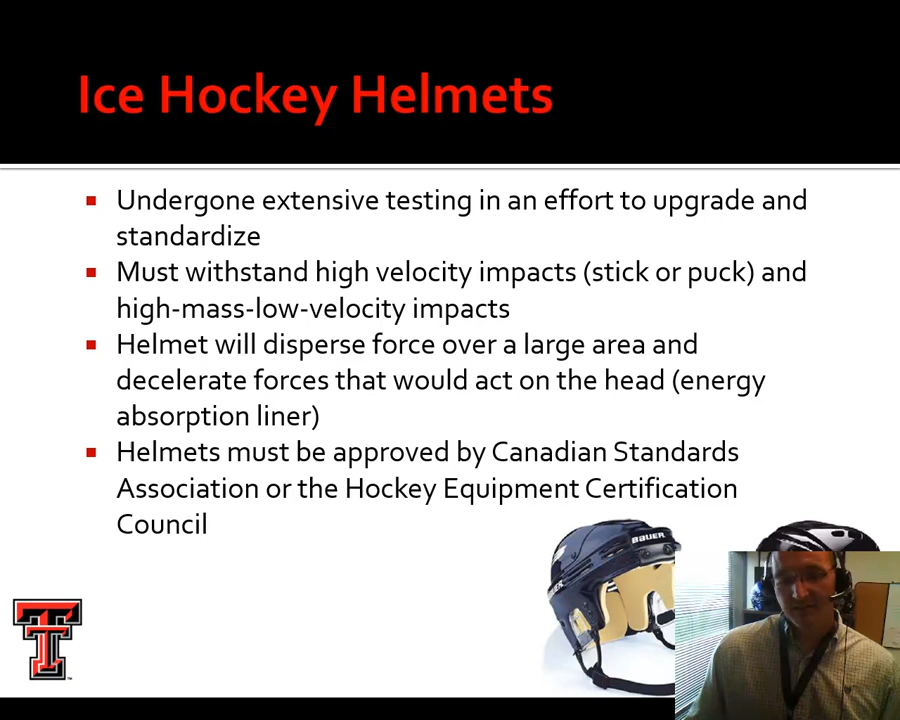 Ice Hockey Helmets
Undergone extensive testing in an effort to upgrade and
standardize
Must withstand high velocity impacts (stick or puck) and
high-mass-low-velocity impacts
Helmet will disperse force over a large area and
decelerate forces that would act on the head (energy
absorption liner)
Helmets must be approved by Canadian Standards
Association or the Hockey Equipment Certification
Council
BAUER